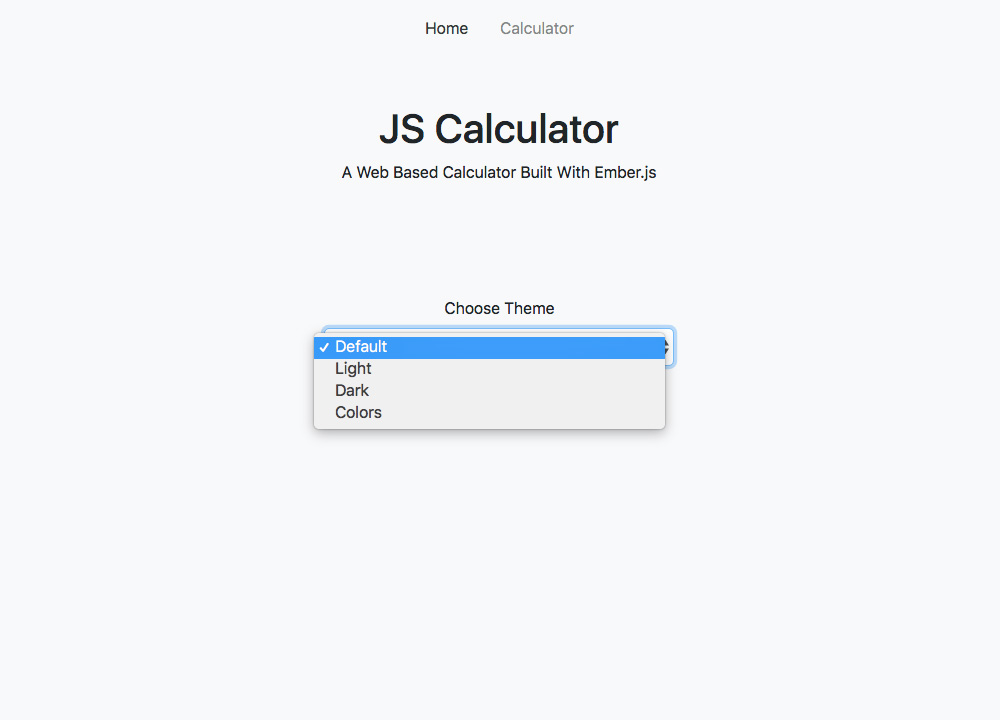 Home Calculator
JS Calculator
A Web Based Calculator Built With Ember.js
Choose Theme
✓ Default
Light
Dark
Colors